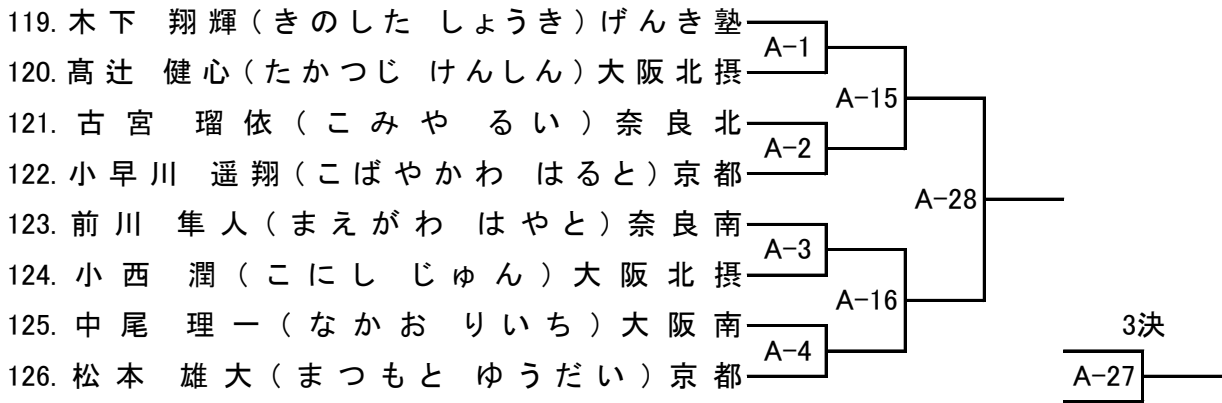 119. 木下 翔輝(きのした しょうき)げんき塾
A-1
120. 髙辻 健心(たかつじ けんしん)大阪北摂
A-15
121. 古宮 瑠依(こみや るい)奈良北
A-2
122. 小早川 遥翔(こばやかわ はると)京都
A-28
123. 前川 隼人(まえがわ はやと)奈良南
A-3
124. 小西 潤(こにし じゅん)大阪北摂
A-16
125. 中尾 理一(なかお りいち)大阪南
3決
A-4
126. 松本 雄大(まつもと ゆうだい)京都
A-27